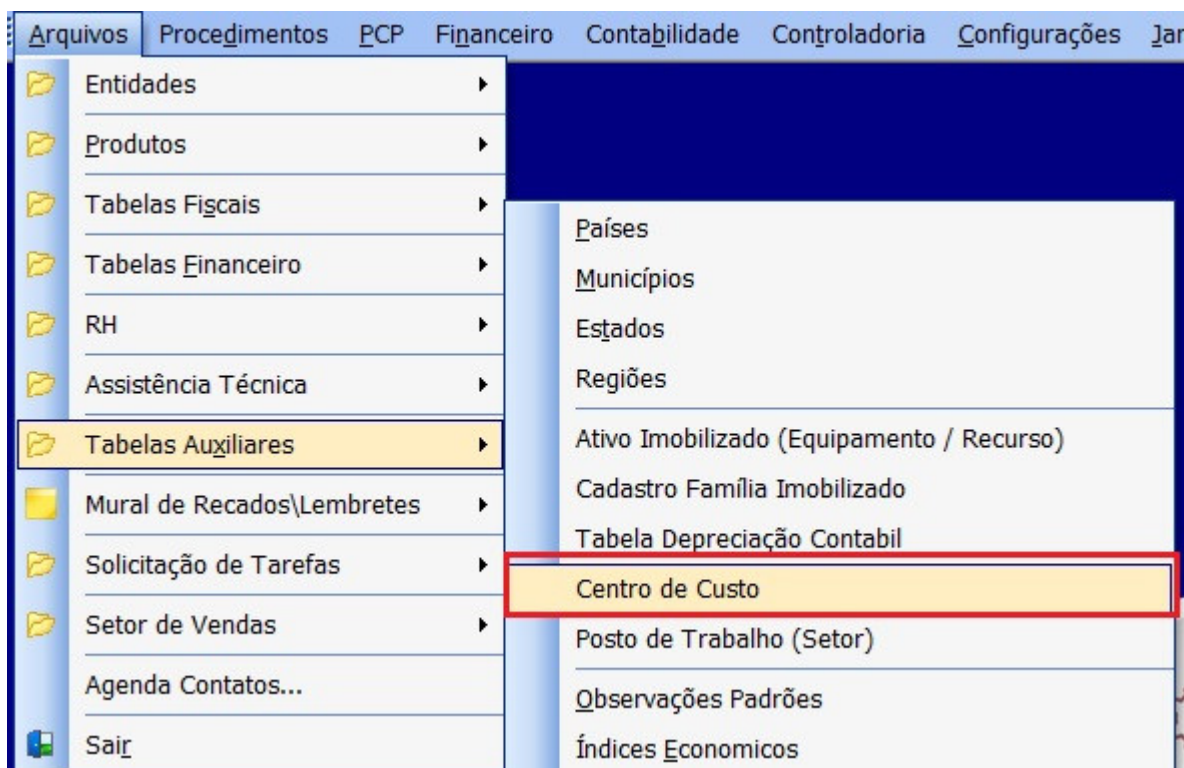 Arquivos Procedimentos PCP Financeiro Contabilidade Controladoria Configurações Jar
Entidades
Produtos
Tabelas Fiscais
Tabelas Financeiro
RH
Assistência Técnica
Tabelas Auxiliares
Mural de Recados\Lembretes
Solicitação de Tarefas
Setor de Vendas
Agenda Contatos...
Sair
Países
Municípios
Estados
Regiões
Ativo Imobilizado (Equipamento / Recurso)
Cadastro Família Imobilizado
Tabela Depreciação Contabil
Centro de Custo
Posto de Trabalho (Setor)
Observações Padrões
Índices Economicos